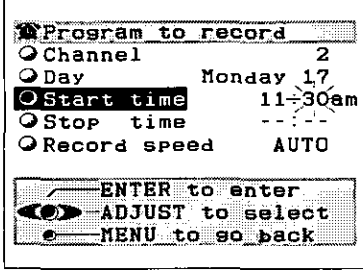 Program to record
Channel 2
Day Monday 17
Start time 11:30am
Stop time --:--
Record speed AUTO
ENTER to enter
ADJUST to select
MENU to go back